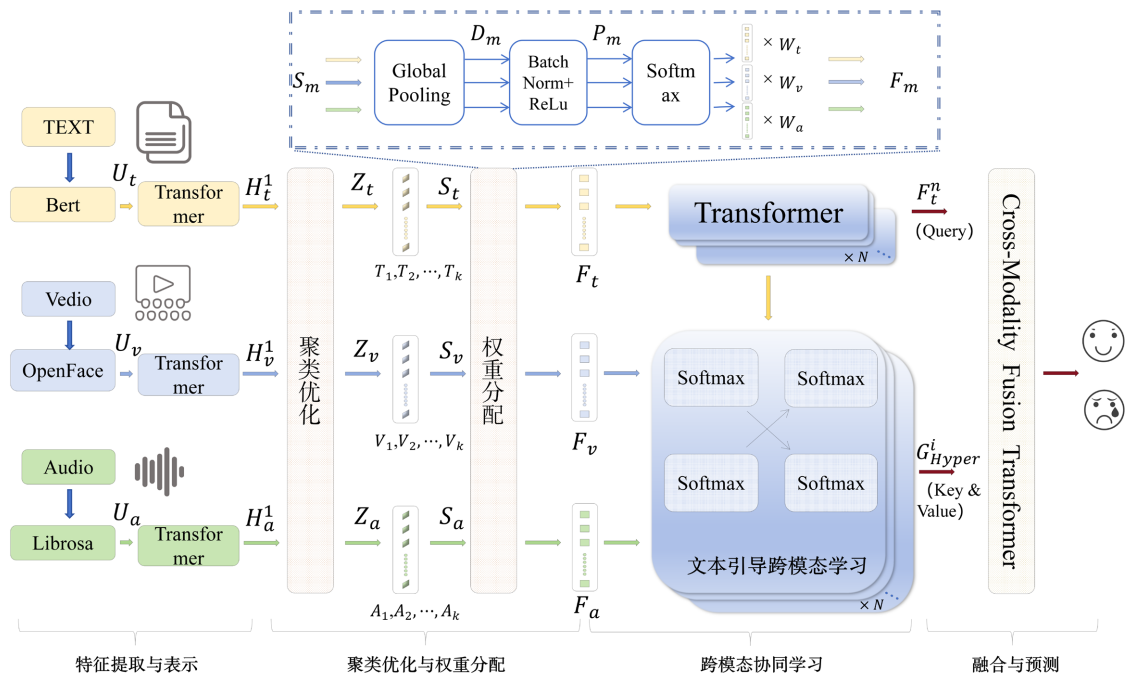 S_m
D_m
P_m
Global Pooling
Batch Norm+ ReLu
Softm ax
× W_t
× W_v
× W_a
F_m
TEXT
Bert
U_t
Transfor mer
H_t^1
Z_t
T_1,T_2,⋯,T_k
S_t
F_t
Transformer
× N
F_t^n
(Query)
Vedio
OpenFace
U_v
Transfor mer
H_v^1
聚类优化
Z_v
V_1,V_2,⋯,V_k
S_v
权重分配
F_v
Softmax
Softmax
Softmax
Softmax
文本引导跨模态学习
× N
G_{Hyper}^i
(Key & Value)
Cross-Modality Fusion Transformer
Audio
Librosa
U_a
Transfor mer
H_a^1
Z_a
A_1,A_2,⋯,A_k
S_a
F_a
特征提取与表示
聚类优化与权重分配
跨模态协同学习
融合与预测